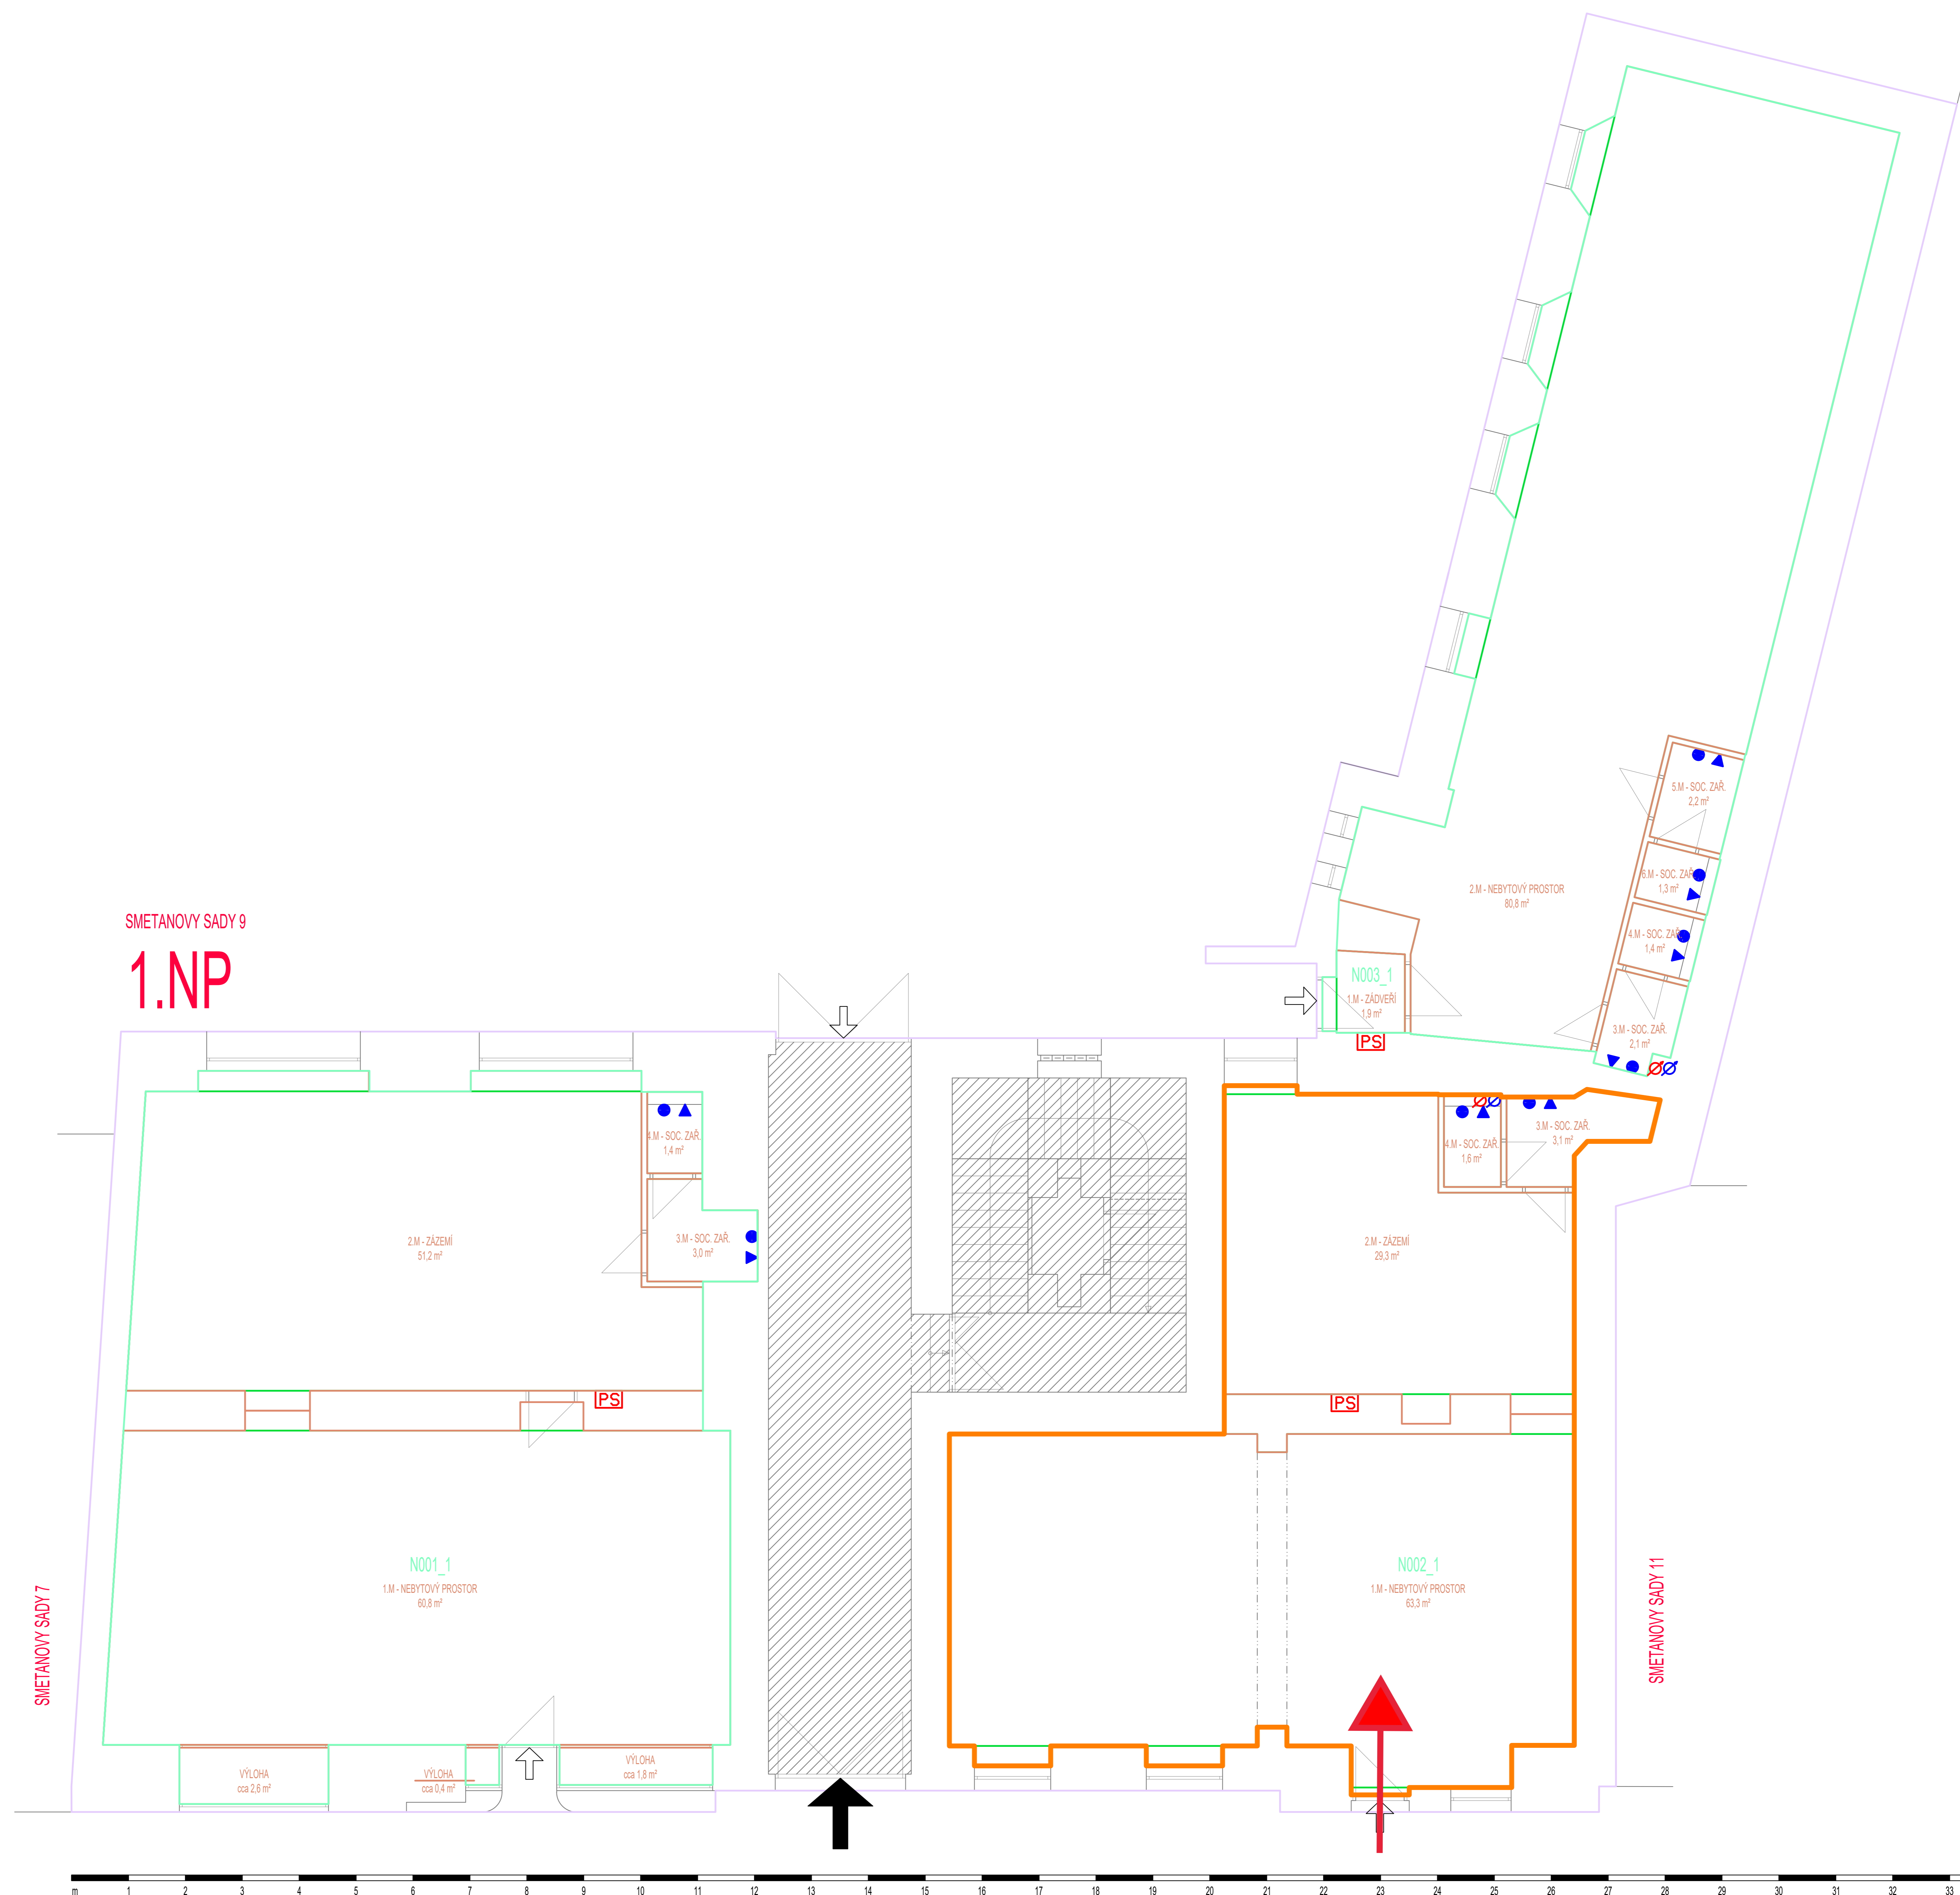 5.M - SOC. ZAŘ.
2,2 m²
6.M - SOC. ZAŘ.
1,3 m²
2.M - NEBYTOVÝ PROSTOR
80,8 m²
4.M - SOC. ZAŘ.
1,4 m²
SMETANOVY SADY 9
1.NP
N003_1
1.M - ZÁDVEŘÍ
1,9 m²
PS
3.M - SOC. ZAŘ.
2,1 m²
4.M - SOC. ZAŘ.
1,4 m²
3.M - SOC. ZAŘ.
3,1 m²
4.M - SOC. ZAŘ.
1,6 m²
2.M - ZÁZEMÍ
51,2 m²
3.M - SOC. ZAŘ.
3,0 m²
2.M - ZÁZEMÍ
29,3 m²
PS
PS
N001_1
1.M - NEBYTOVÝ PROSTOR
60,8 m²
N002_1
1.M - NEBYTOVÝ PROSTOR
63,3 m²
SMETANOVY SADY 7
SMETANOVY SADY 11
VÝLOHA
cca 2,6 m²
VÝLOHA
cca 0,4 m²
VÝLOHA
cca 1,8 m²
m 1 2 3 4 5 6 7 8 9 10 11 12 13 14 15 16 17 18 19 20 21 22 23 24 25 26 27 28 29 30 31 32 33